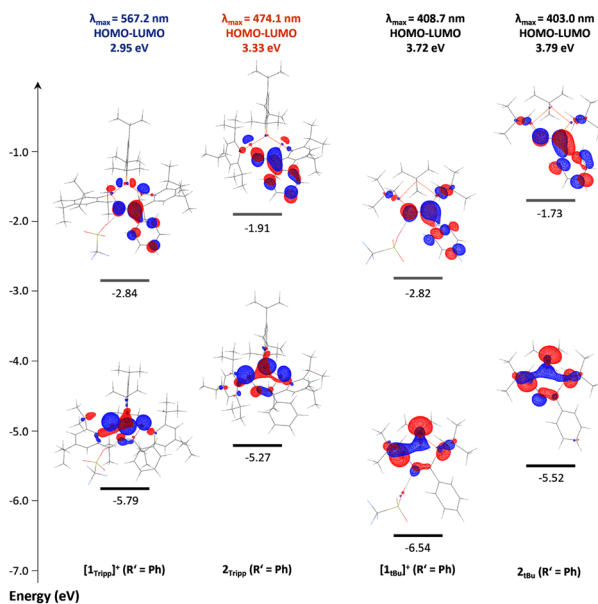 λmax = 567.2 nm
HOMO-LUMO
2.95 eV
λmax = 474.1 nm
HOMO-LUMO
3.33 eV
λmax = 408.7 nm
HOMO-LUMO
3.72 eV
λmax = 403.0 nm
HOMO-LUMO
3.79 eV
-1.0
-2.0
-3.0
-4.0
-5.0
-6.0
-7.0
-2.84
-1.91
-2.82
-1.73
-5.79
-5.27
-6.54
-5.52
[1Tripp]+ (R' = Ph)
2Tripp (R' = Ph)
[1tBu]+ (R' = Ph)
2tBu (R' = Ph)
Energy (eV)